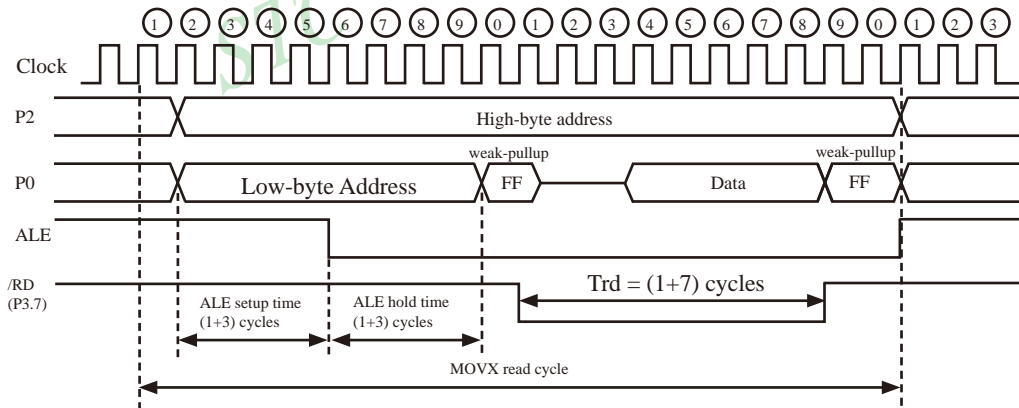 1 2 3 4 5 6 7 8 9 0 1 2 3 4 5 6 7 8 9 0 1 2 3
Clock
P2
High-byte address
weak-pullup
weak-pullup
P0
Low-byte Address
FF
Data
FF
ALE
/RD
(P3.7)
Trd = (1+7) cycles
ALE setup time
(1+3) cycles
ALE hold time
(1+3) cycles
MOVX read cycle